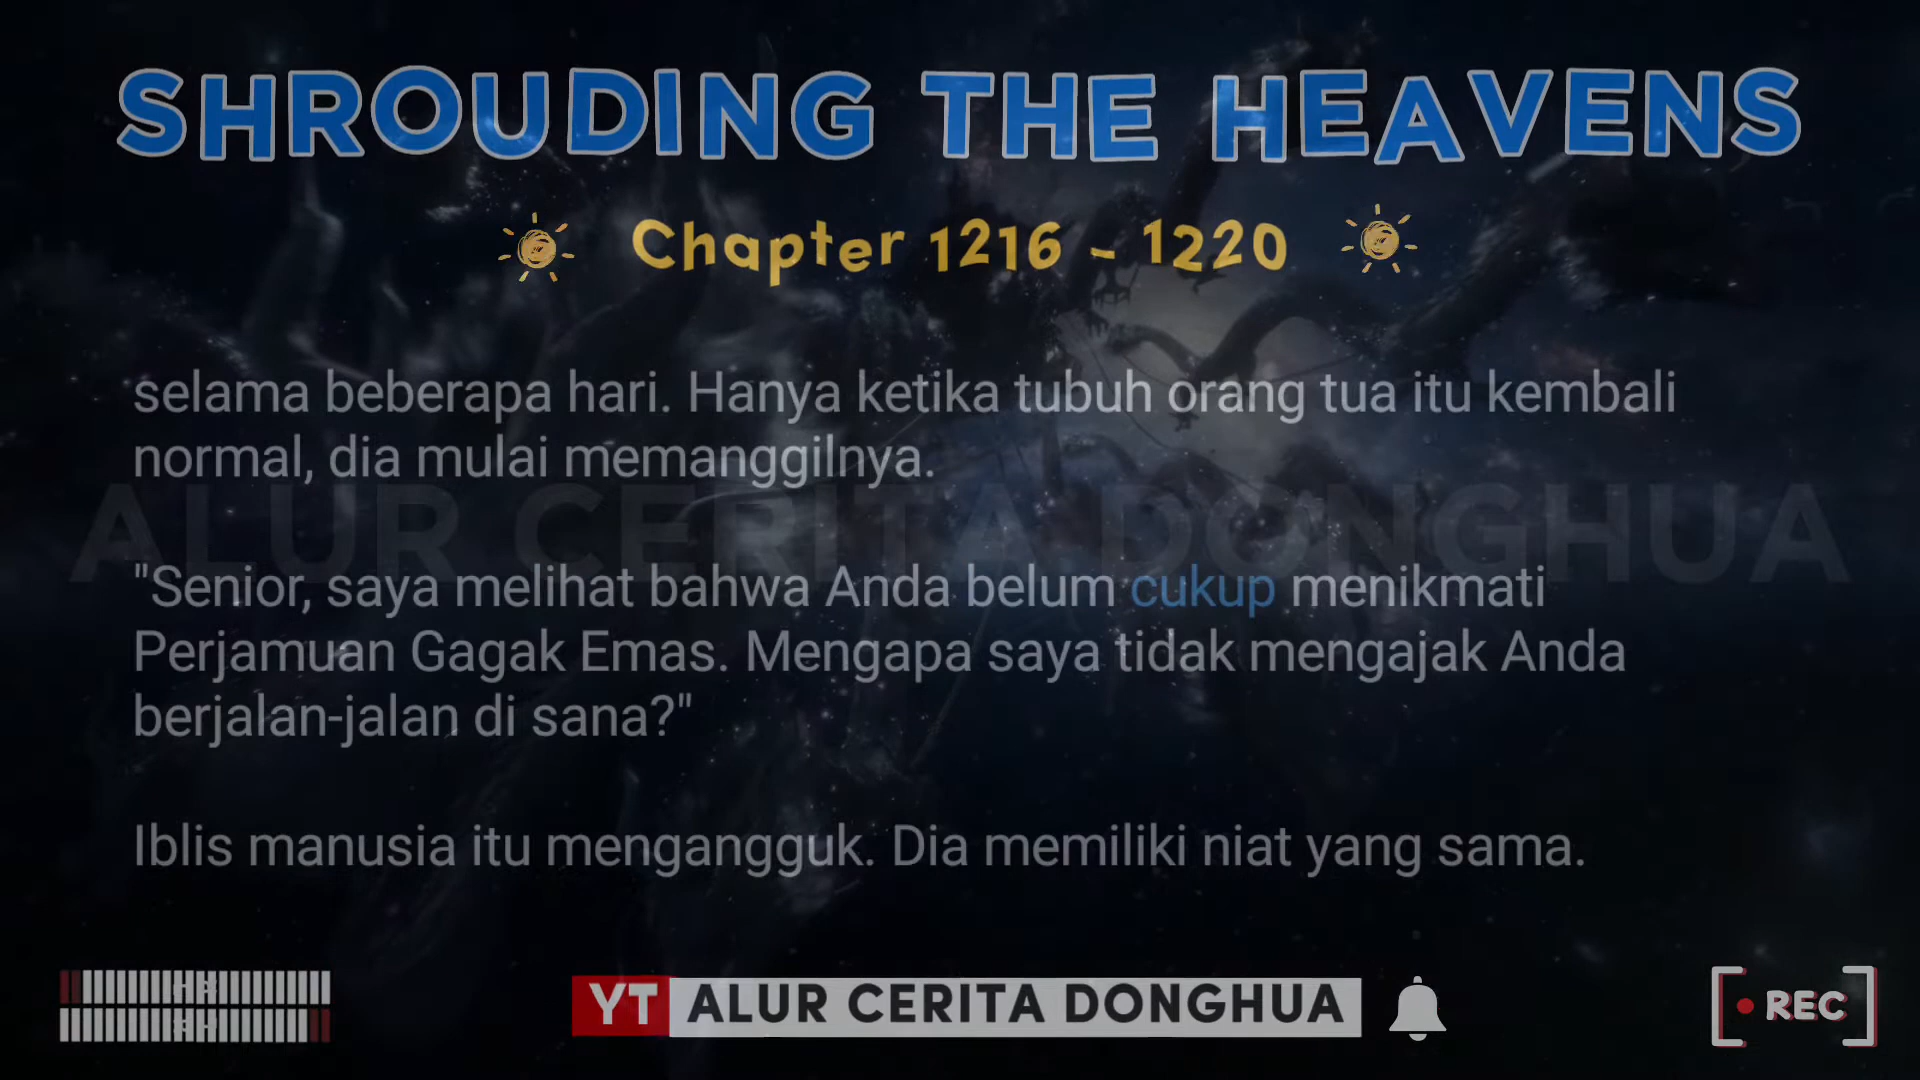 SHROUDING THE HEAVENS
Chapter 1216 - 1220
selama beberapa hari. Hanya ketika tubuh orang tua itu kembali
normal, dia mulai memanggilnya.
ALUR CERITA DONGHUA
"Senior, saya melihat bahwa Anda belum cukup menikmati
Perjamuan Gagak Emas. Mengapa saya tidak mengajak Anda
berjalan-jalan di sana?"
Iblis manusia itu mengangguk. Dia memiliki niat yang sama.
YT ALUR CERITA DONGHUA
REC